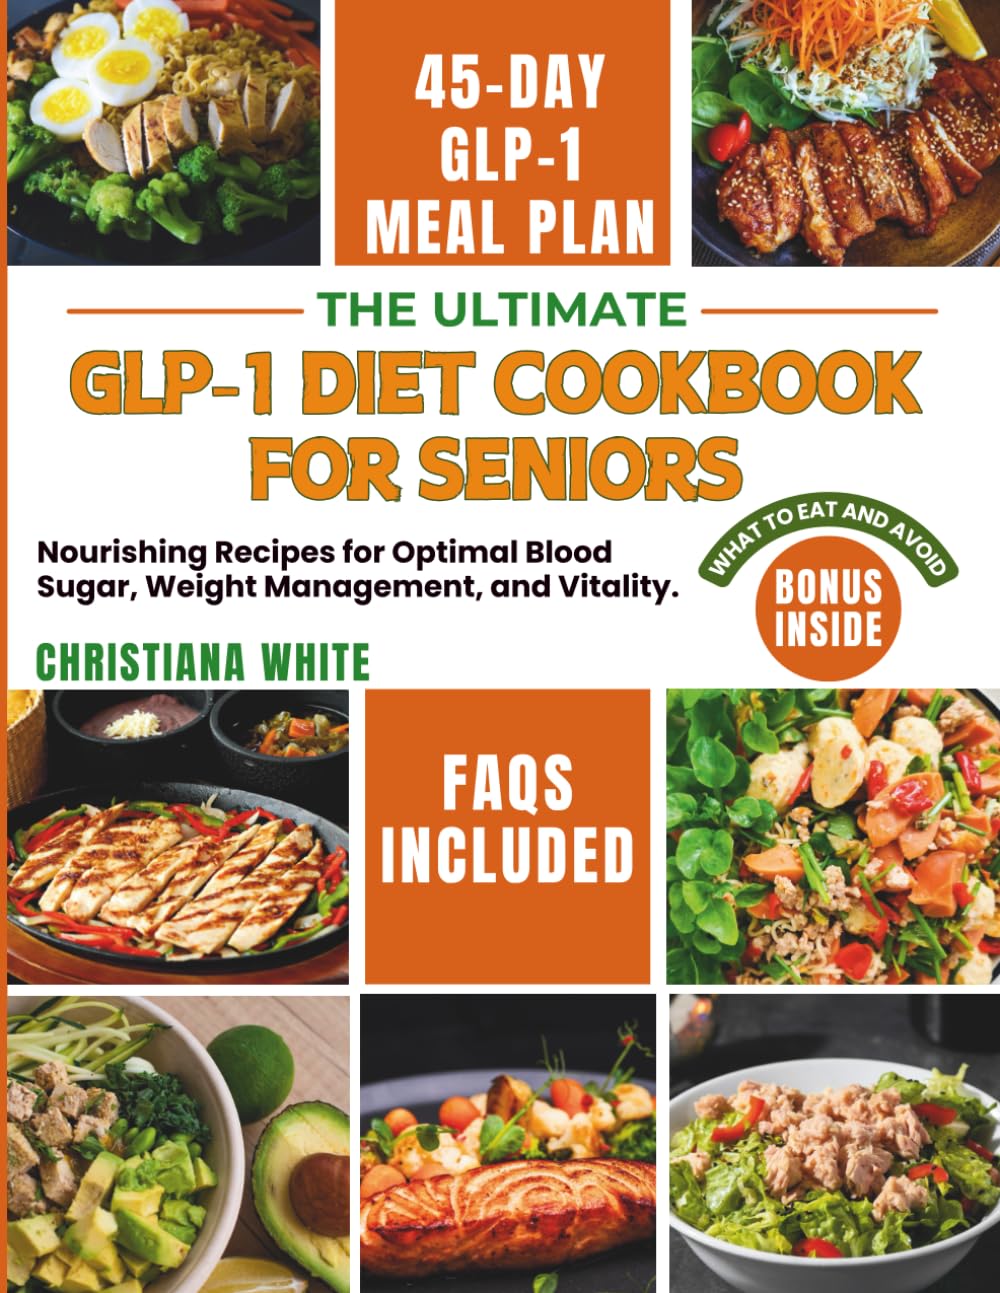 45-DAY
GLP-1
MEAL PLAN
THE ULTIMATE
GLP-1 DIET COOKBOOK
FOR SENIORS
Nourishing Recipes for Optimal Blood
Sugar, Weight Management, and Vitality.
WHAT TO EAT AND AVOID
BONUS
INSIDE
CHRISTIANA WHITE
FAQS
INCLUDED